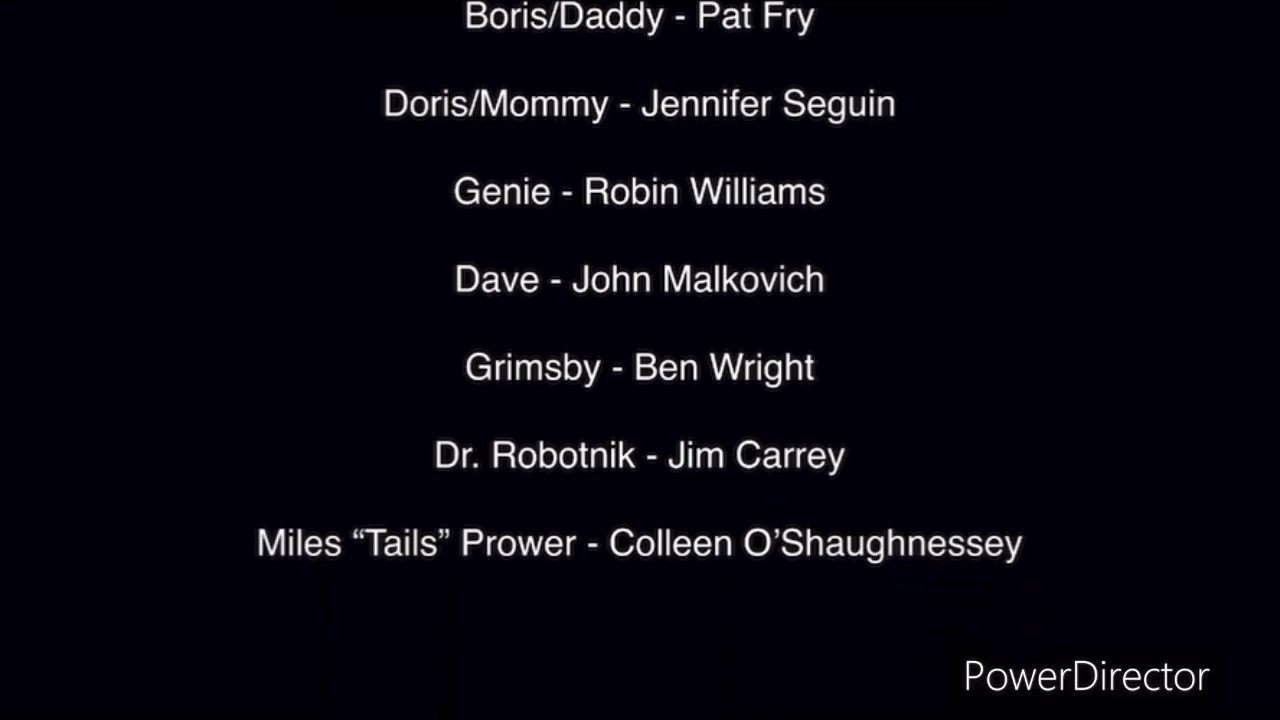 Boris/Daddy - Pat Fry
Doris/Mommy - Jennifer Seguin
Genie - Robin Williams
Dave - John Malkovich
Grimsby - Ben Wright
Dr. Robotnik - Jim Carrey
Miles “Tails” Prower - Colleen O’Shaughnessey
PowerDirector